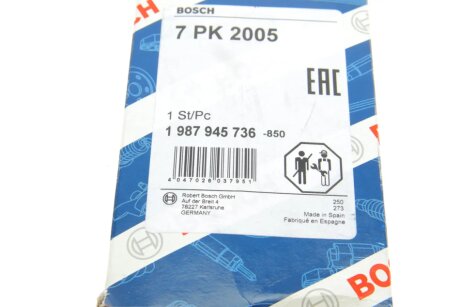 BOSCH
7 PK 2005
EAC
1 St/Pc
1 987 945 736 -850
4 047026 037951
Robert Bosch GmbH
Auf der Breit 4
76227 Karlsruhe
GERMANY
250
273
Made in Spain
Fabriqué en Espagne
BOSCH